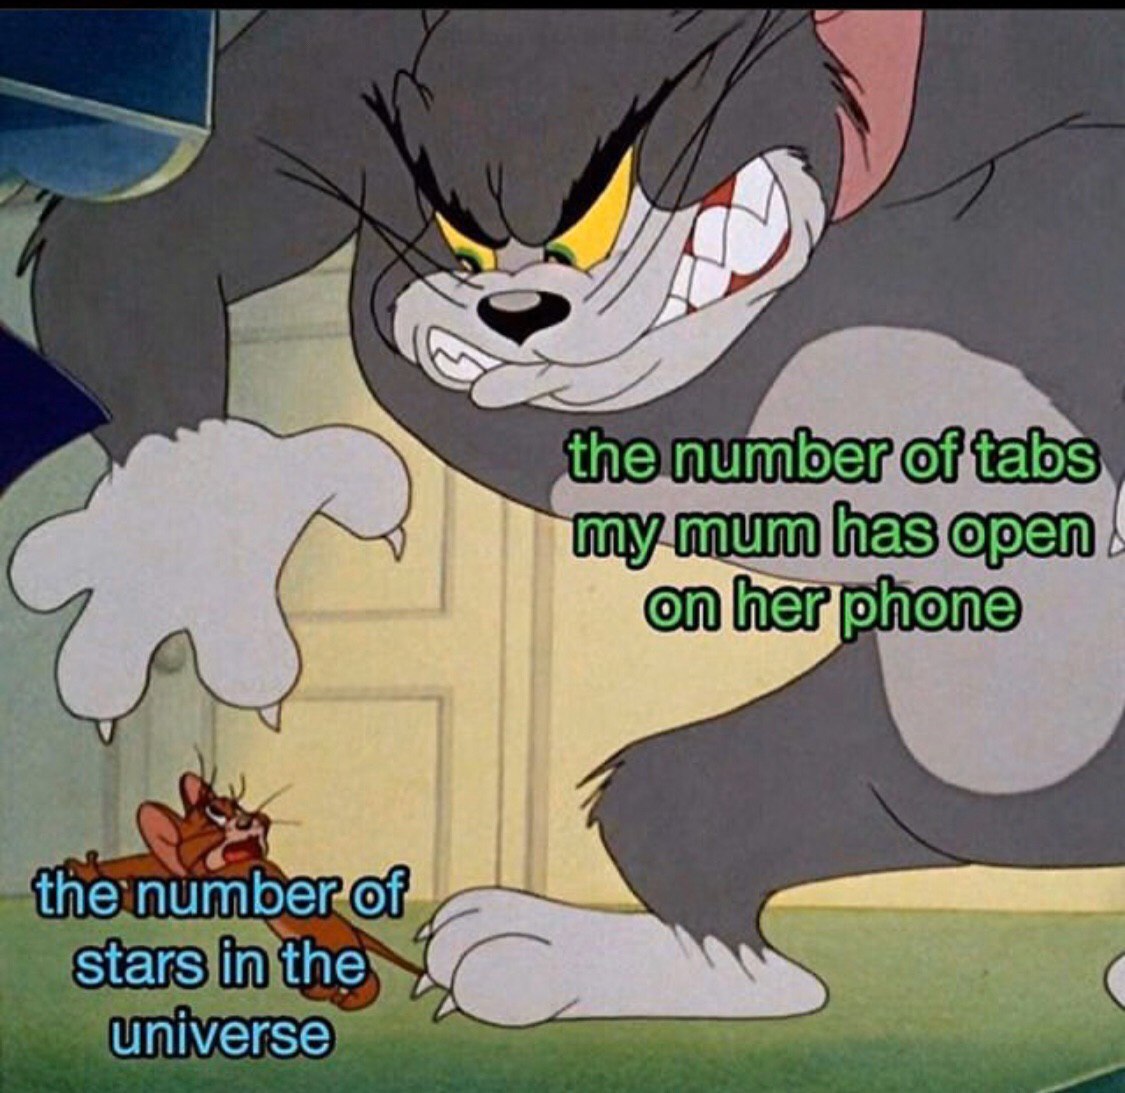 the number of tabs
my mum has open
on her phone
the number of
stars in the
universe